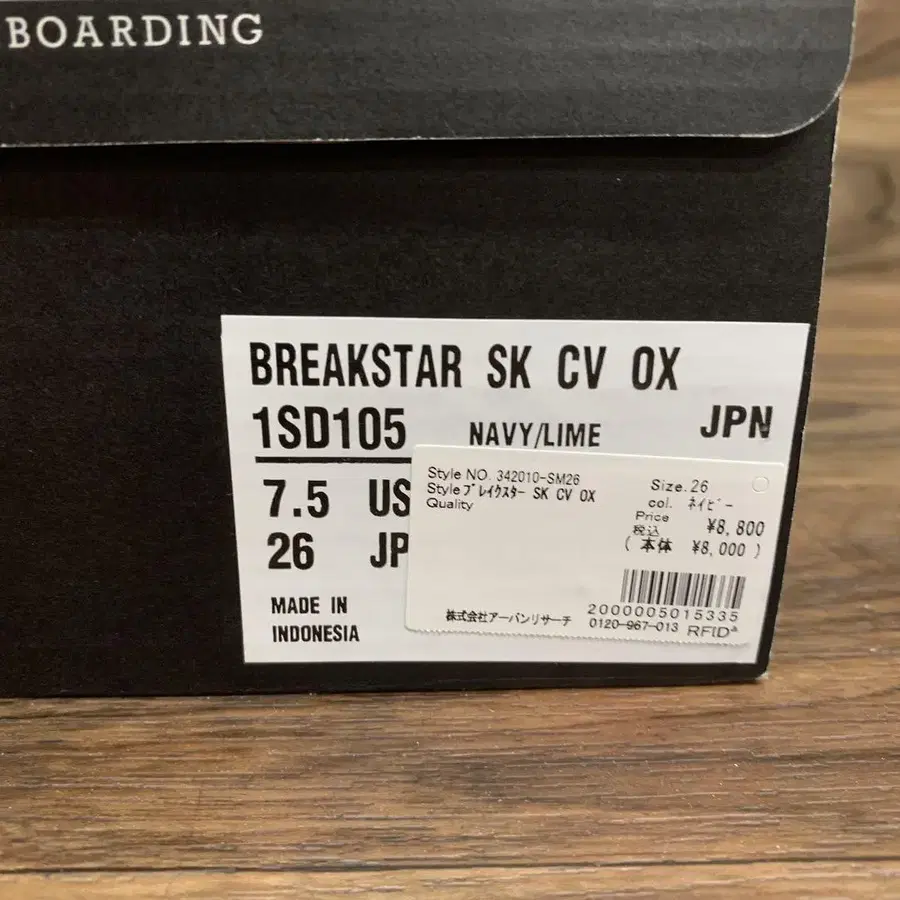 BOARDING
BREAKSTAR SK CV OX
1SD105 NAVY/LIME JPN
7.5 US
26 JP
MADE IN
INDONESIA
Style NO. 342010-SM26 Size. 26
Style ブレイクスター SK CV OX col. ネイビー
Quality Price ¥8,800
税込
( 本体 ¥8,000 )
2000005015335
株式会社アーバンリサーチ 0120-967-013 RFID